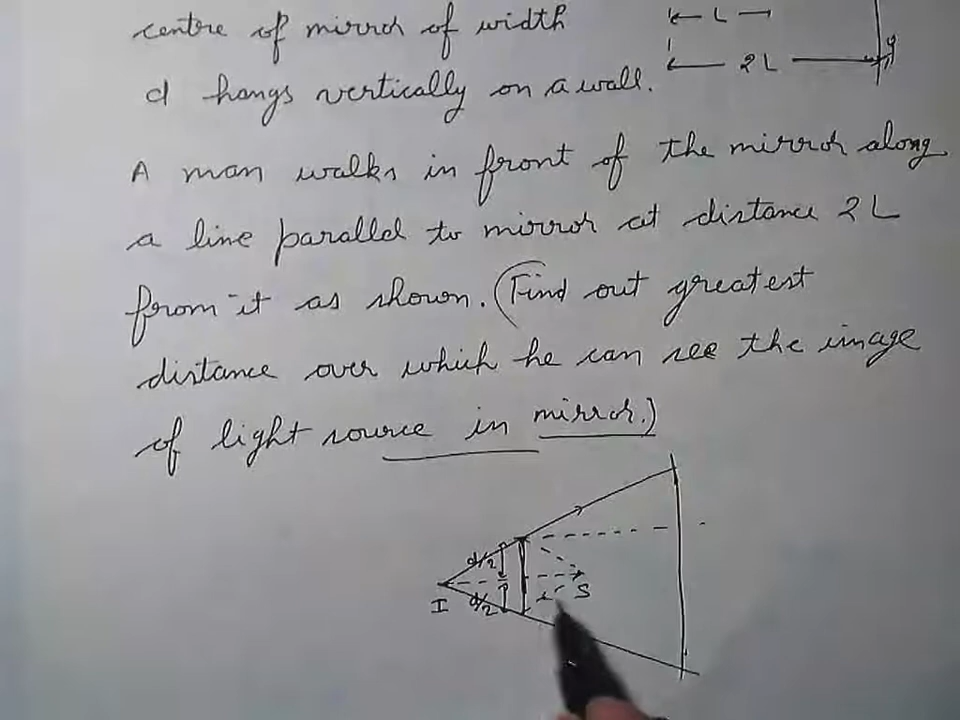 centre of mirror of width
L
d hangs vertically on a wall.
2L
A man walks in front of the mirror along
a line parallel to mirror at distance 2L
from it as shown. (Find out greatest
distance over which he can see the image
of light source in mirror.)
d/2
I
d/2
S